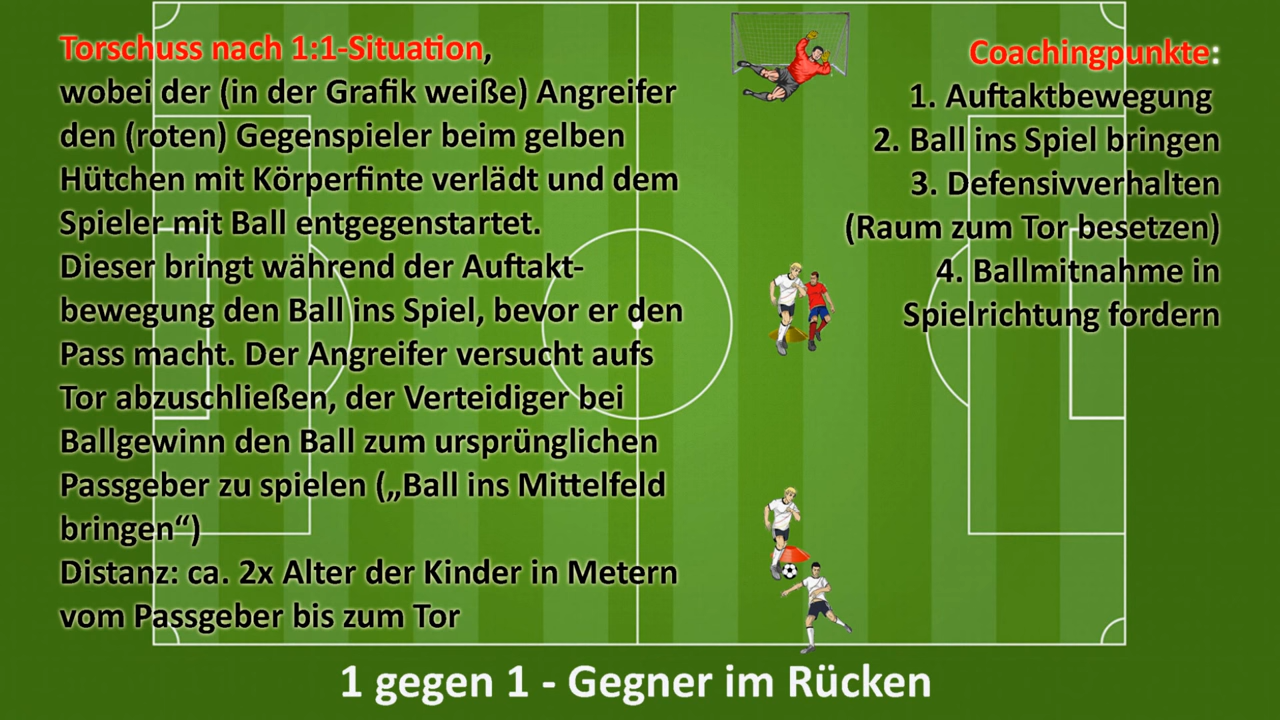 Torschuss nach 1:1-Situation,
wobei der (in der Grafik weiße) Angreifer
den (roten) Gegenspieler beim gelben
Hütchen mit Körperfinte verlädt und dem
Spieler mit Ball entgegenstartet.
Dieser bringt während der Auftakt-
bewegung den Ball ins Spiel, bevor er den
Pass macht. Der Angreifer versucht aufs
Tor abzuschließen, der Verteidiger bei
Ballgewinn den Ball zum ursprünglichen
Passgeber zu spielen („Ball ins Mittelfeld
bringen“)
Distanz: ca. 2x Alter der Kinder in Metern
vom Passgeber bis zum Tor
Coachingpunkte:
1. Auftaktbewegung
2. Ball ins Spiel bringen
3. Defensivverhalten
(Raum zum Tor besetzen)
4. Ballmitnahme in
Spielrichtung fordern
1 gegen 1 - Gegner im Rücken